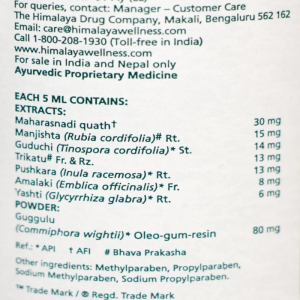 For queries, contact: Manager – Customer Care
The Himalaya Drug Company, Makali, Bengaluru 562 162
Email: care@himalayawellness.com
Call 1-800-208-1930 (Toll-free in India)
www.himalayawellness.com
For sale in India and Nepal only
Ayurvedic Proprietary Medicine
EACH 5 ML CONTAINS:
EXTRACTS:
Maharasnadi quath† 30 mg
Manjishta (Rubia cordifolia)# Rt. 15 mg
Guduchi (Tinospora cordifolia)* St. 14 mg
Trikatu# Fr. & Rz. 13 mg
Pushkara (Inula racemosa)* Rt. 13 mg
Amalaki (Emblica officinalis)* Fr. 8 mg
Yashti (Glycyrrhiza glabra)* Rt. 6 mg
POWDER:
Guggulu
(Commiphora wightii)* Oleo-gum-resin 80 mg
Ref.: * API † AFI # Bhava Prakasha
Other ingredients: Methylparaben, Propylparaben,
Sodium Methylparaben, Sodium Propylparaben.
™ Trade Mark / ® Regd. Trade Mark